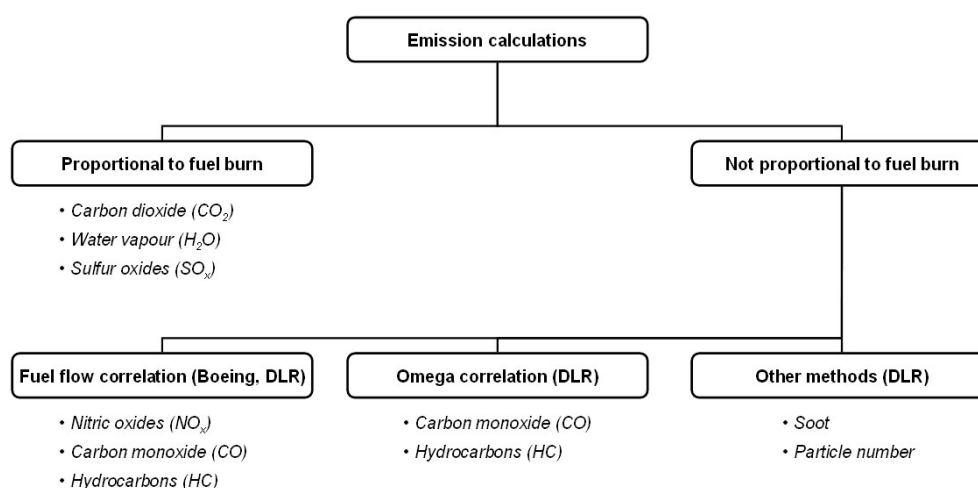 Emission calculations
Proportional to fuel burn
Not proportional to fuel burn
• Carbon dioxide (CO₂)
• Water vapour (H₂O)
• Sulfur oxides (SOₓ)
Fuel flow correlation (Boeing, DLR)
Omega correlation (DLR)
Other methods (DLR)
• Nitric oxides (NOₓ)
• Carbon monoxide (CO)
• Hydrocarbons (HC)
• Carbon monoxide (CO)
• Hydrocarbons (HC)
• Soot
• Particle number